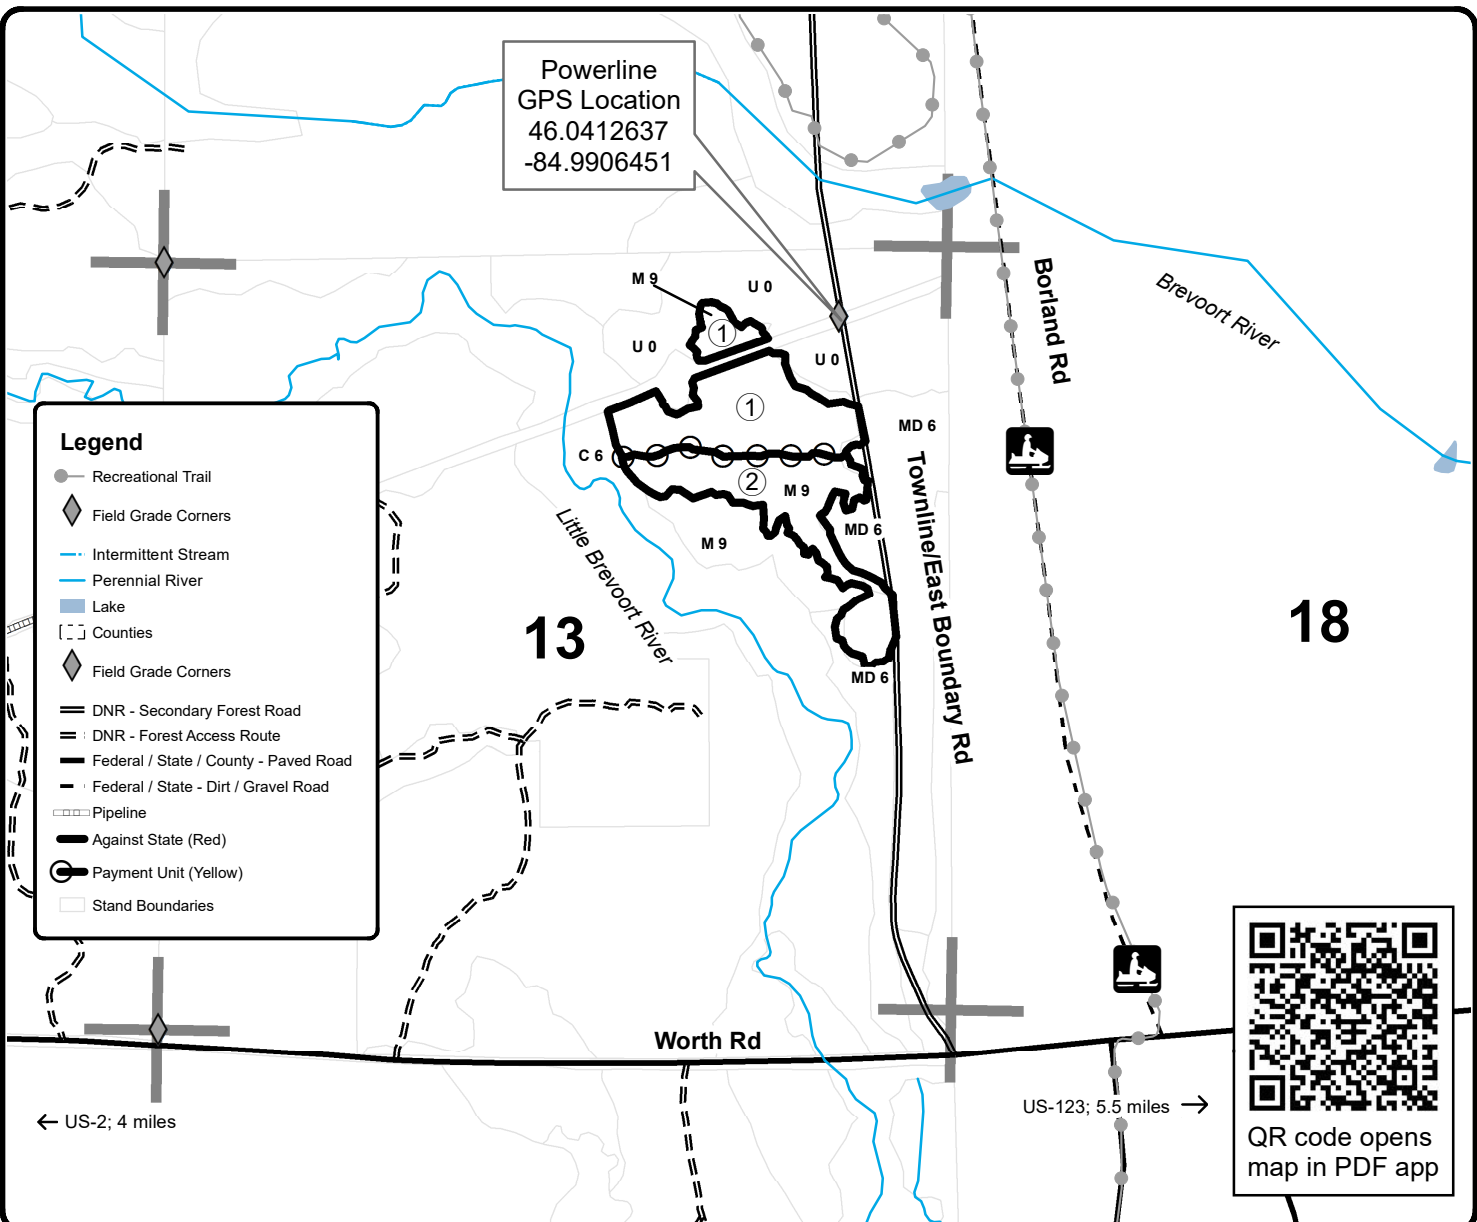 Powerline
GPS Location
46.0412637
-84.9906451
M 9
U 0
U 0
U 0
1
1
C 6
2
M 9
M 9
MD 6
MD 6
MD 6
Borland Rd
Brevoort River
Townline/East Boundary Rd
Little Brevoort River
13
18
Legend
Recreational Trail
Field Grade Corners
Intermittent Stream
Perennial River
Lake
Counties
Field Grade Corners
DNR - Secondary Forest Road
DNR - Forest Access Route
Federal / State / County - Paved Road
Federal / State - Dirt / Gravel Road
Pipeline
Against State (Red)
Payment Unit (Yellow)
Stand Boundaries
Worth Rd
← US-2; 4 miles
US-123; 5.5 miles →
QR code opens
map in PDF app